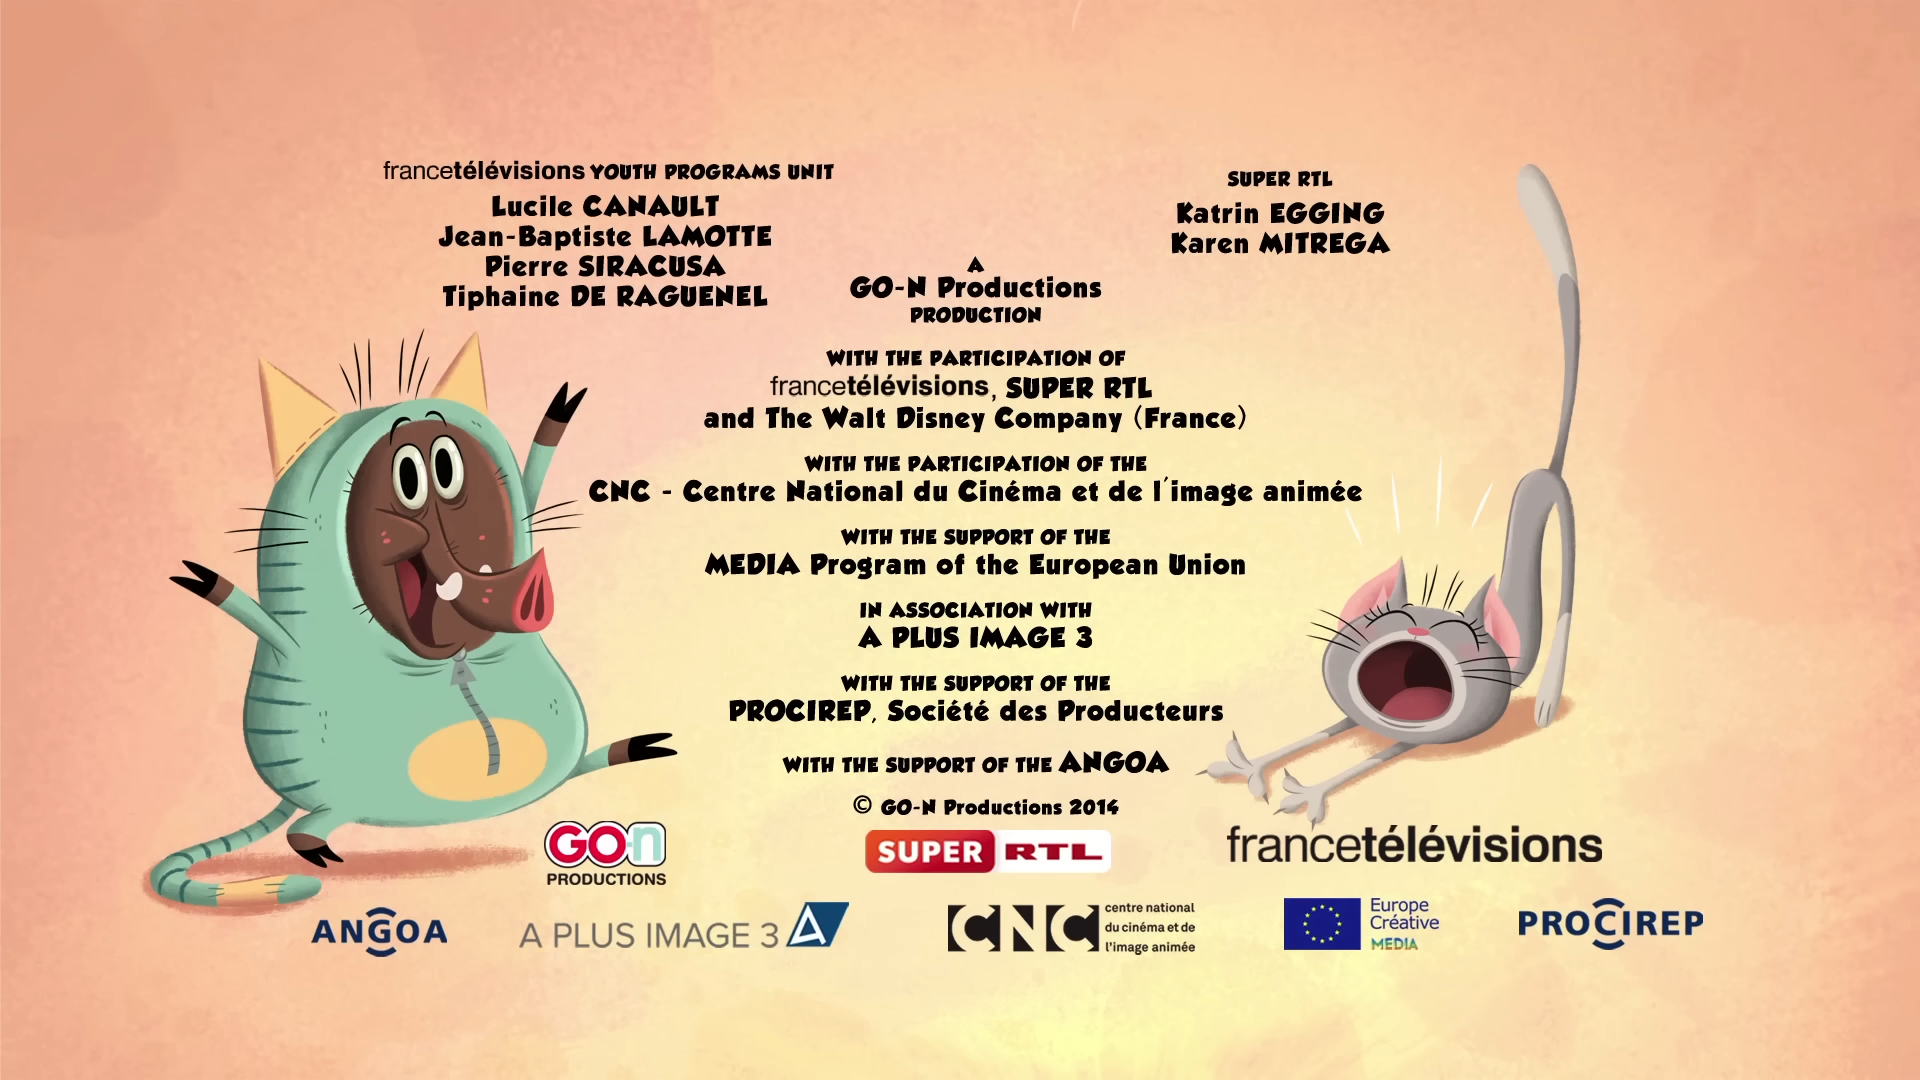 francetélévisions YOUTH PROGRAMS UNIT
Lucile CANAULT
Jean-Baptiste LAMOTTE
Pierre SIRACUSA
Tiphaine DE RAGUENEL
SUPER RTL
Katrin EGGING
Karen MITREGA
A
GO-N Productions
PRODUCTION
WITH THE PARTICIPATION OF
francetélévisions, SUPER RTL
and The Walt Disney Company (France)
WITH THE PARTICIPATION OF THE
CNC - Centre National du Cinéma et de l'image animée
WITH THE SUPPORT OF THE
MEDIA Program of the European Union
IN ASSOCIATION WITH
A PLUS IMAGE 3
WITH THE SUPPORT OF THE
PROCIREP, Société des Producteurs
WITH THE SUPPORT OF THE ANGOA
© GO-N Productions 2014
GO-n
PRODUCTIONS
SUPER RTL
francetélévisions
ANGOA
A PLUS IMAGE 3
CNC
centre national
du cinéma et de
l'image animée
Europe
Créative
MEDIA
PROCIREP